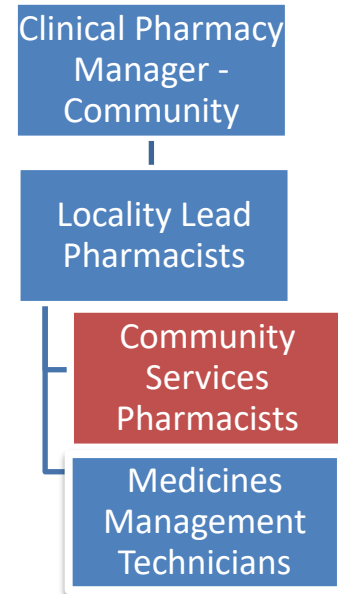 Clinical Pharmacy
Manager -
Community
Locality Lead
Pharmacists
Community
Services
Pharmacists
Medicines
Management
Technicians